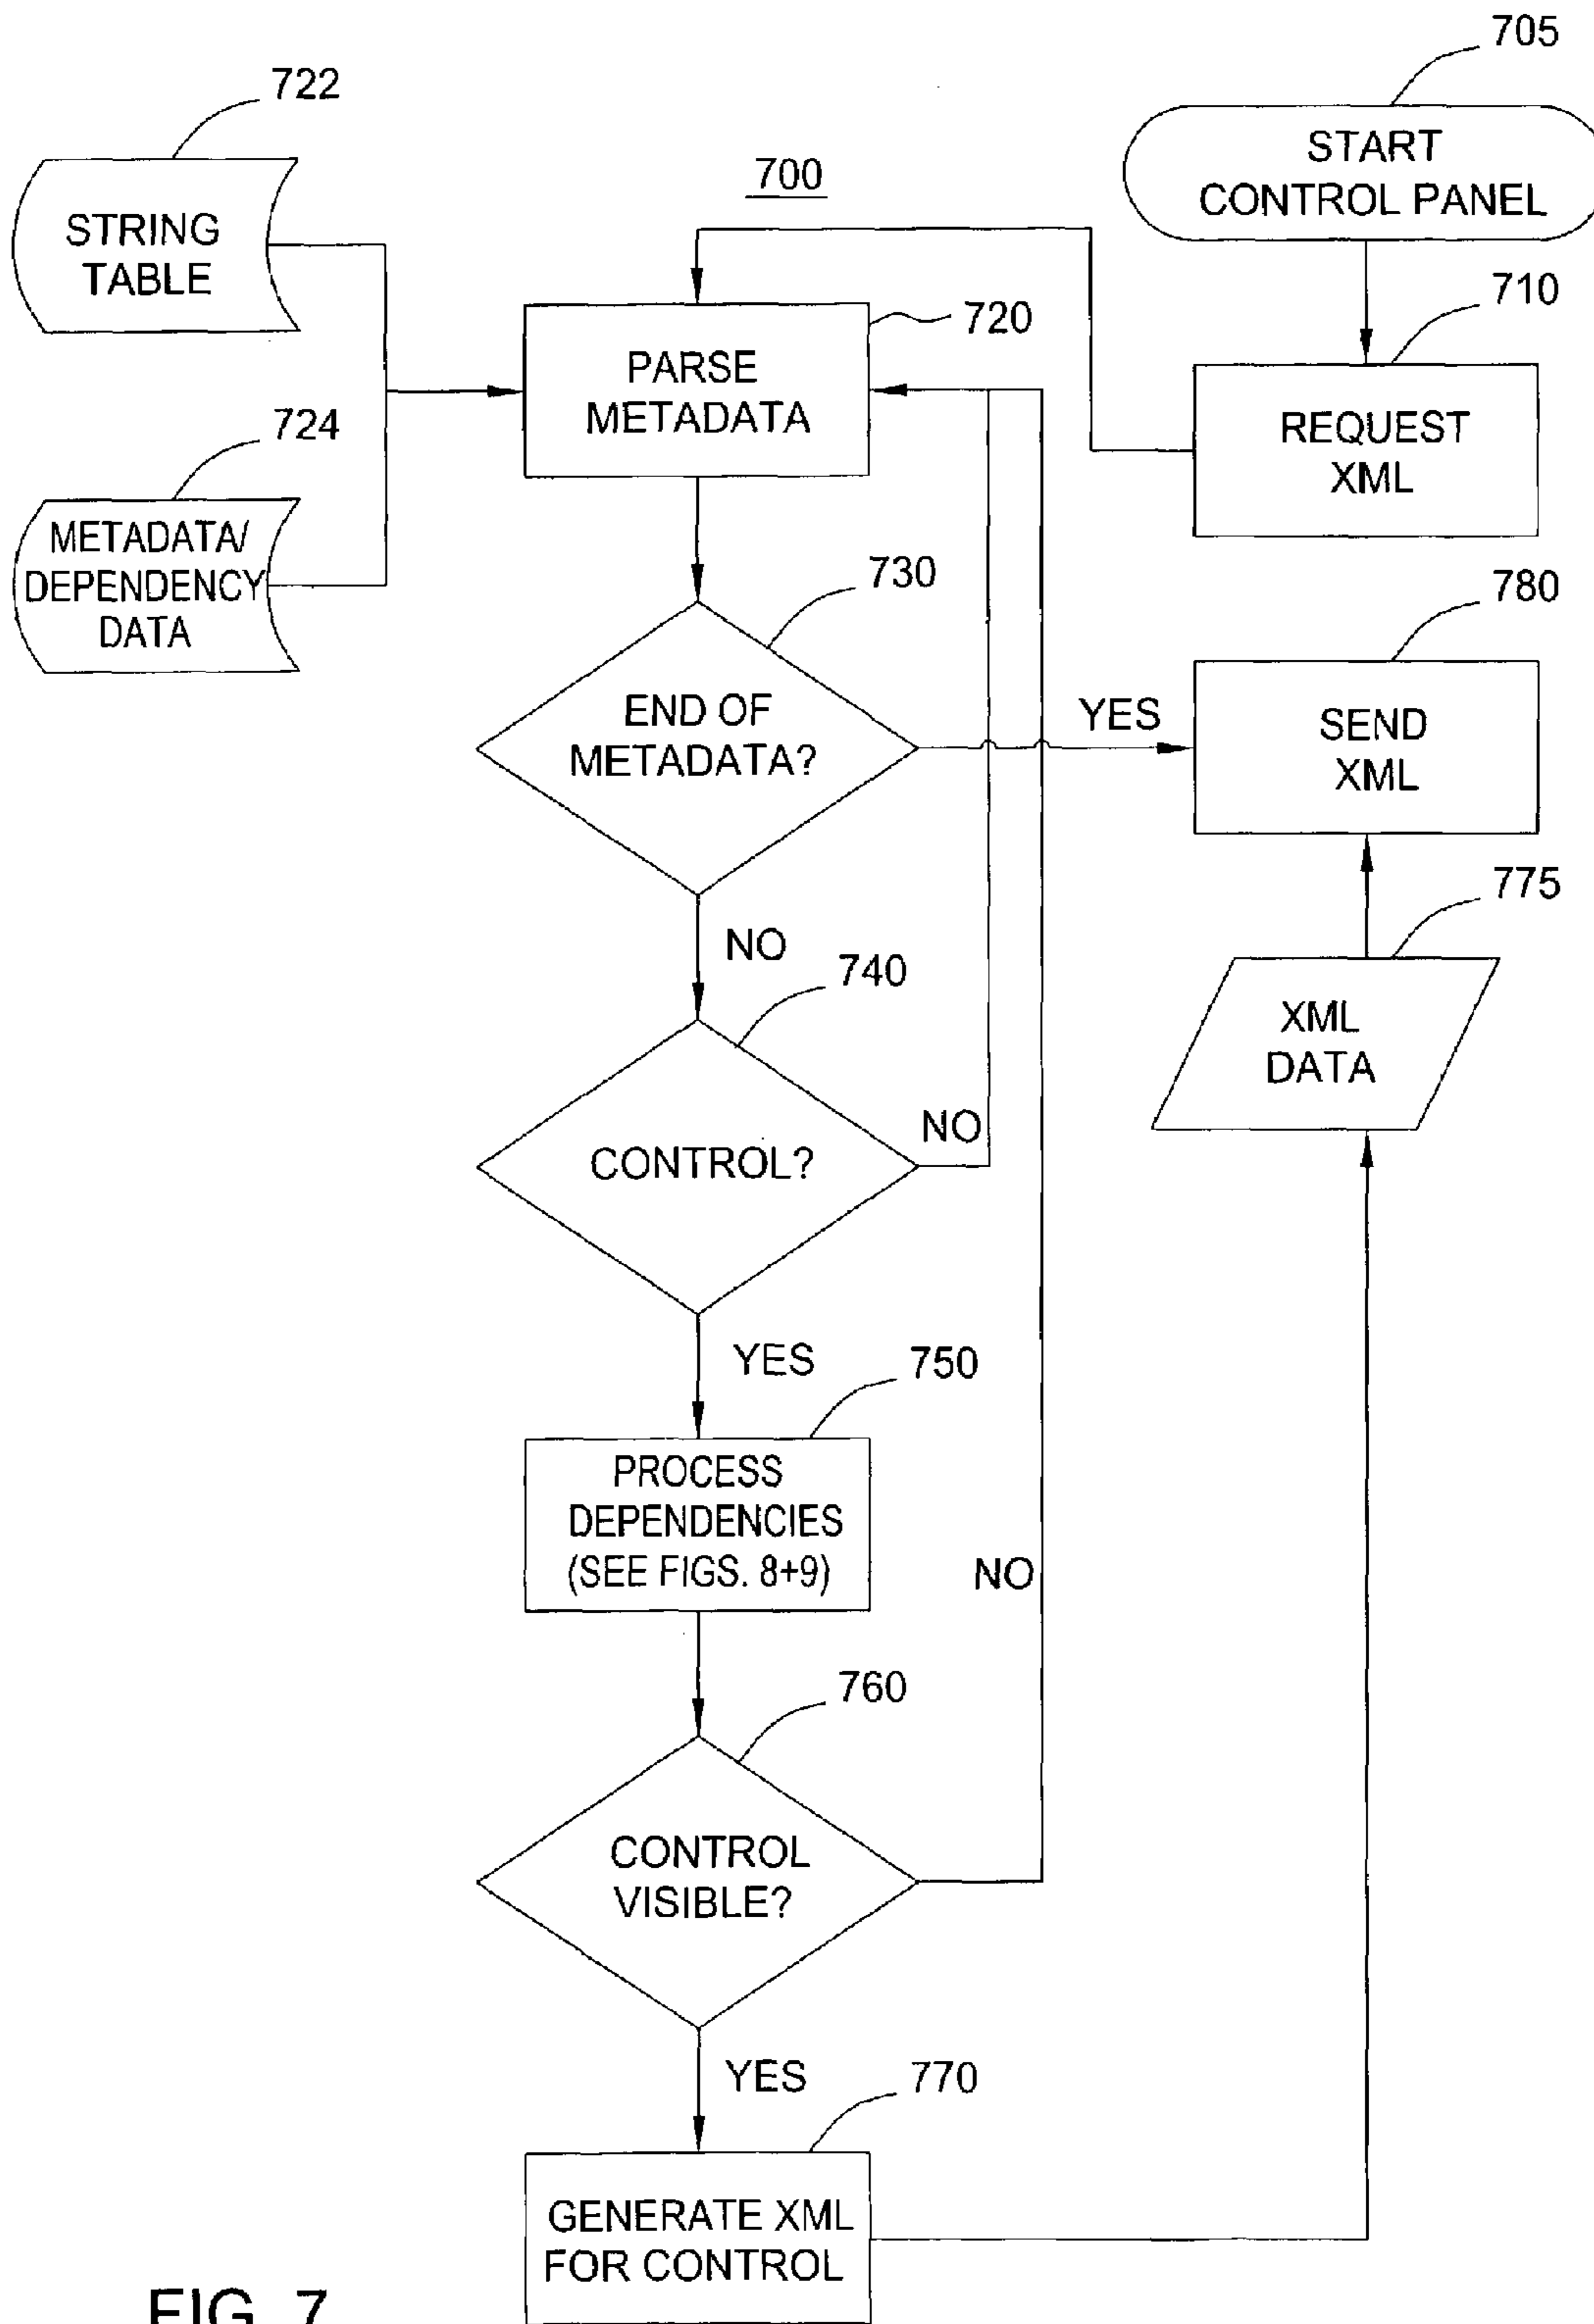 705
722
START
CONTROL PANEL
700
STRING
TABLE
710
720
PARSE
METADATA
REQUEST
XML
724
METADATA/
DEPENDENCY
DATA
730
780
END OF
METADATA?
YES
SEND
XML
775
NO
740
XML
DATA
CONTROL?
NO
YES
750
PROCESS
DEPENDENCIES
(SEE FIGS. 8+9)
NO
760
CONTROL
VISIBLE?
YES
770
GENERATE XML
FOR CONTROL
FIG. 7